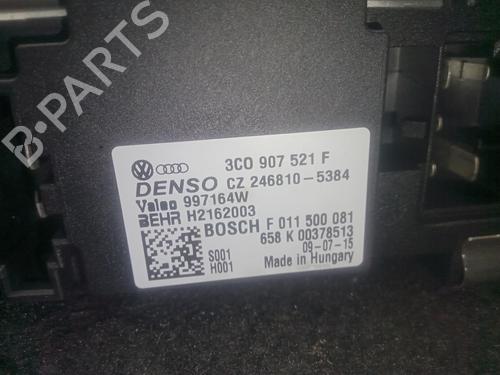 3C0 907 521 F
DENSO CZ 246810-5384
Valeo 997164W
BEHR H2162003
BOSCH F 011 500 081
658 K 00378513
09-07-15
S001
H001
Made in Hungary
B-PARTS